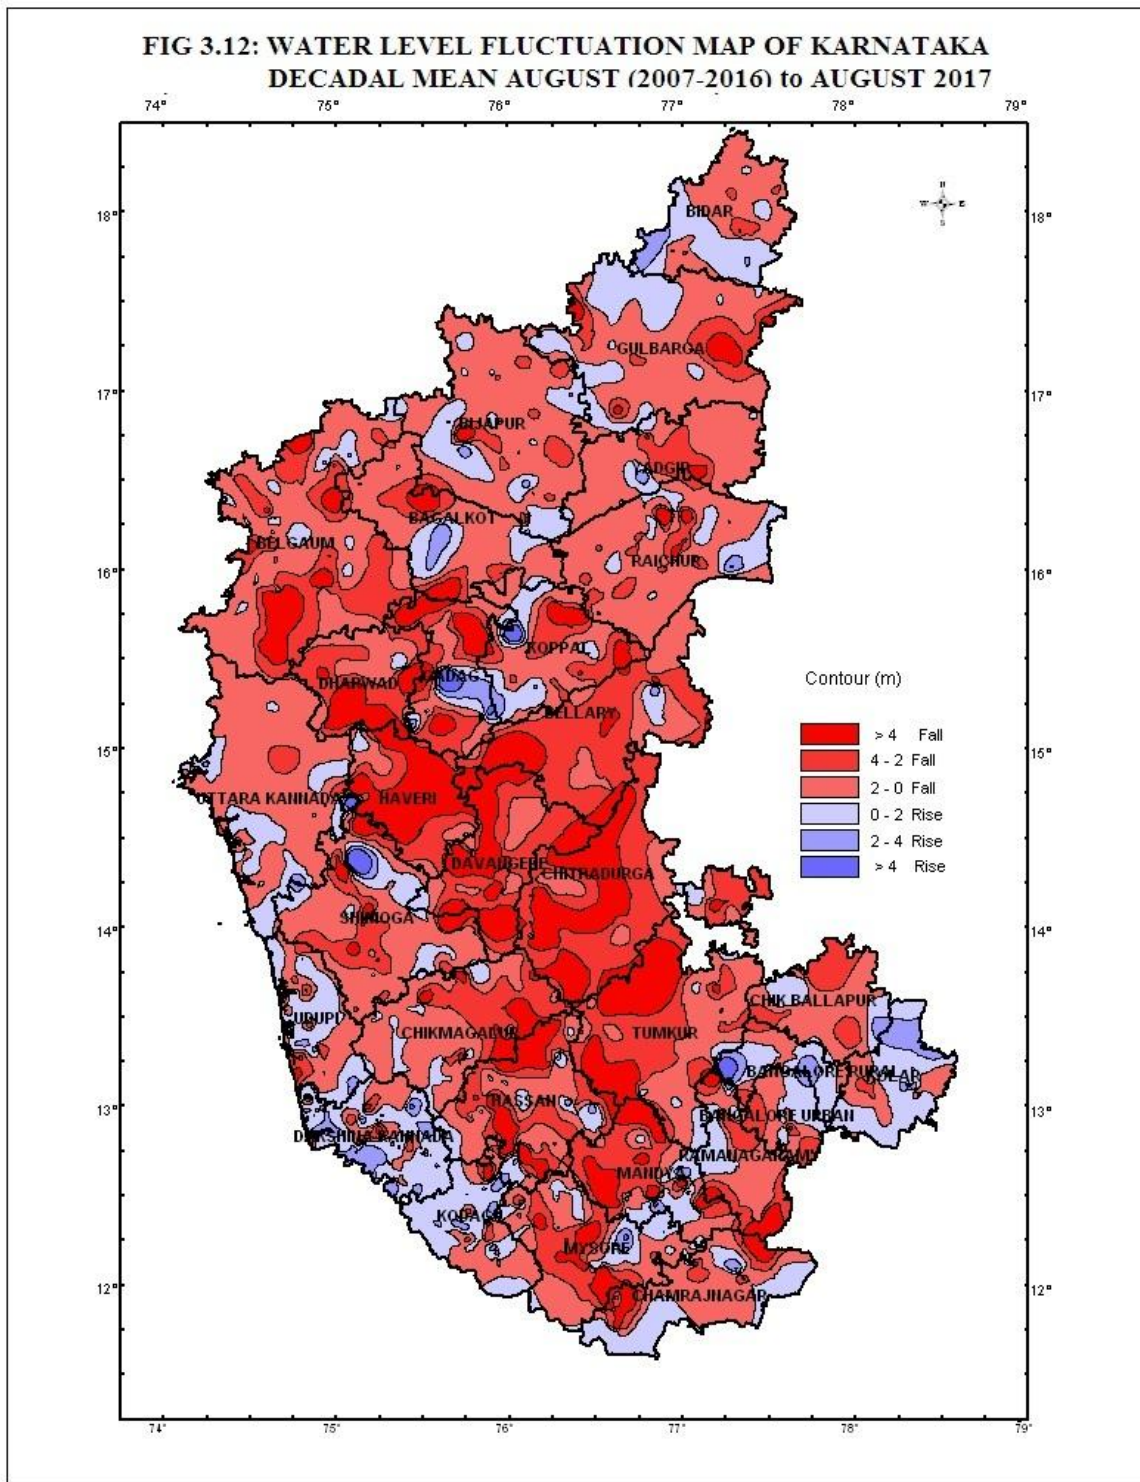 FIG 3.12: WATER LEVEL FLUCTUATION MAP OF KARNATAKA
DECADAL MEAN AUGUST (2007-2016) to AUGUST 2017
74° 75° 76° 77° 78° 79°
N
W E
S
18° 18°
BIDAR
GULBARGA
17° 17°
BIJAPUR
YADGIR
BAGALKOT
BELGAUM
RAICHUR
16° 16°
KOPPAL
DHARWAD GADAG
Contour (m)
BELLARY
> 4 Fall
15° 15°
4 - 2 Fall
2 - 0 Fall
UTTARA KANNADA HAVERI
0 - 2 Rise
2 - 4 Rise
DAVANGERE
> 4 Rise
CHITRADURGA
SHIMOGA
14° 14°
CHIK BALLAPUR
UDUPI
CHIKMAGALUR TUMKUR
BANGALORE RURAL
KOLAR
HASSAN
13° 13°
BANGALORE URBAN
DAKSHINA KANNADA
RAMANAGARAM
MANDYA
KODAGU
MYSORE
12° 12°
CHAMRAJNAGAR
74° 75° 76° 77° 78° 79°